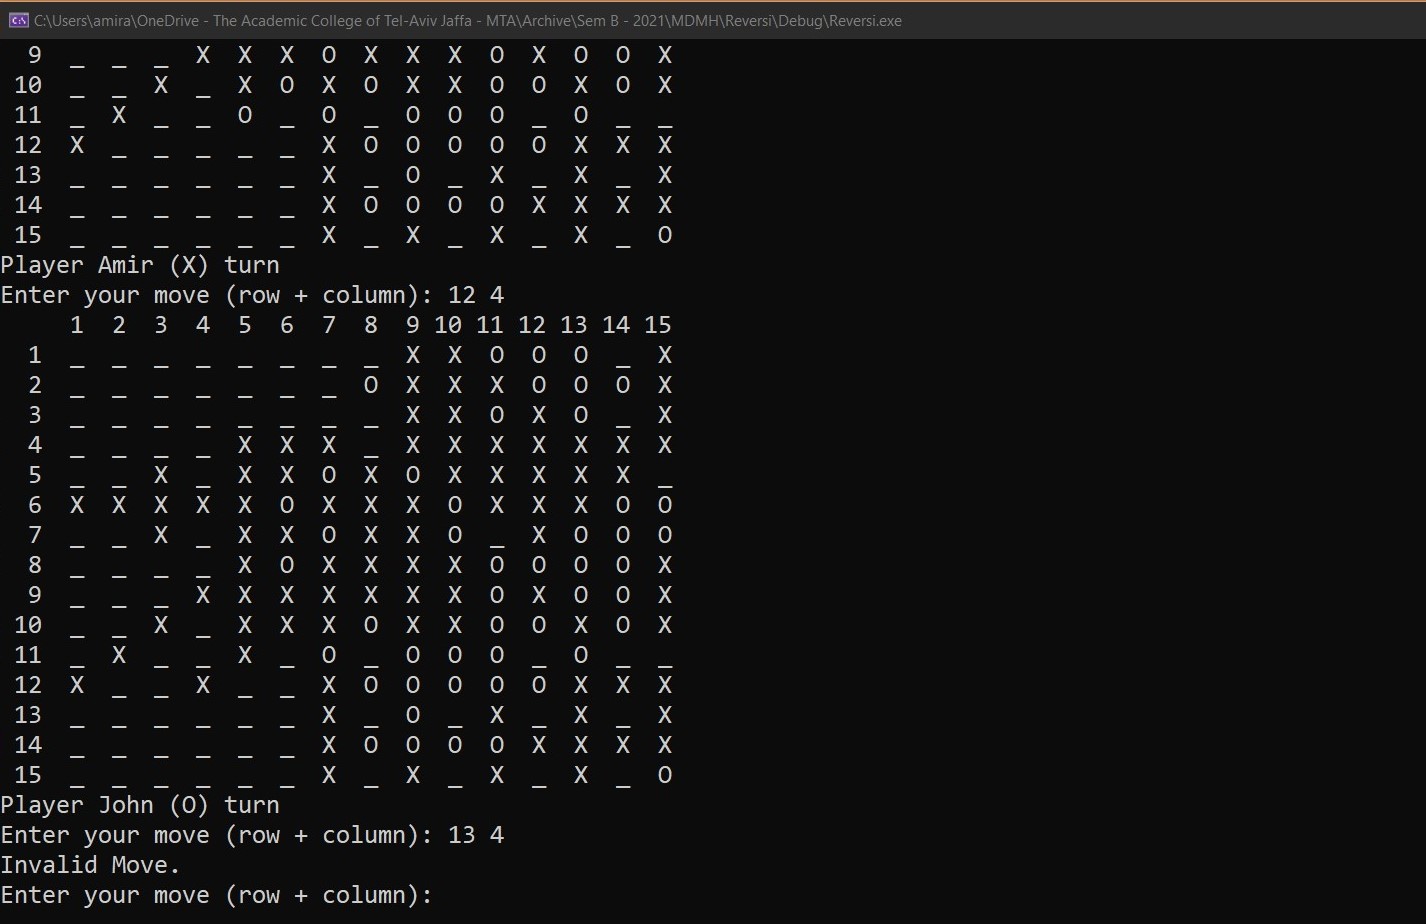 C:\Users\amira\OneDrive - The Academic College of Tel-Aviv Jaffa - MTA\Archive\Sem B - 2021\MDMH\Reversi\Debug\Reversi.exe
9 _ _ _ X X X O X X X O X O O X
10 _ _ X _ X O X O X X O O X O X
11 _ X _ _ O _ O _ O O O _ O _ _
12 X _ _ _ _ _ X O O O O O X X X
13 _ _ _ _ _ _ X _ O _ X _ X _ X
14 _ _ _ _ _ _ X O O O O X X X X
15 _ _ _ _ _ _ X _ X _ X _ X _ O
Player Amir (X) turn
Enter your move (row + column): 12 4
1 2 3 4 5 6 7 8 9 10 11 12 13 14 15
1 _ _ _ _ _ _ _ _ X X O O O _ X
2 _ _ _ _ _ _ _ O X X X O O O X
3 _ _ _ _ _ _ _ _ X X O X O _ X
4 _ _ _ _ X X X _ X X X X X X X
5 _ _ X _ X X O X O X X X X X _
6 X X X X X O X X X O X X X O O
7 _ _ X _ X X O X X O _ X O O O
8 _ _ _ _ X O X X X X O O O O X
9 _ _ _ X X X X X X X O X O O X
10 _ _ X _ X X X O X X O O X O X
11 _ X _ _ X _ O _ O O O _ O _ _
12 X _ _ X _ _ X O O O O O X X X
13 _ _ _ _ _ _ X _ O _ X _ X _ X
14 _ _ _ _ _ _ X O O O O X X X X
15 _ _ _ _ _ _ X _ X _ X _ X _ O
Player John (O) turn
Enter your move (row + column): 13 4
Invalid Move.
Enter your move (row + column):